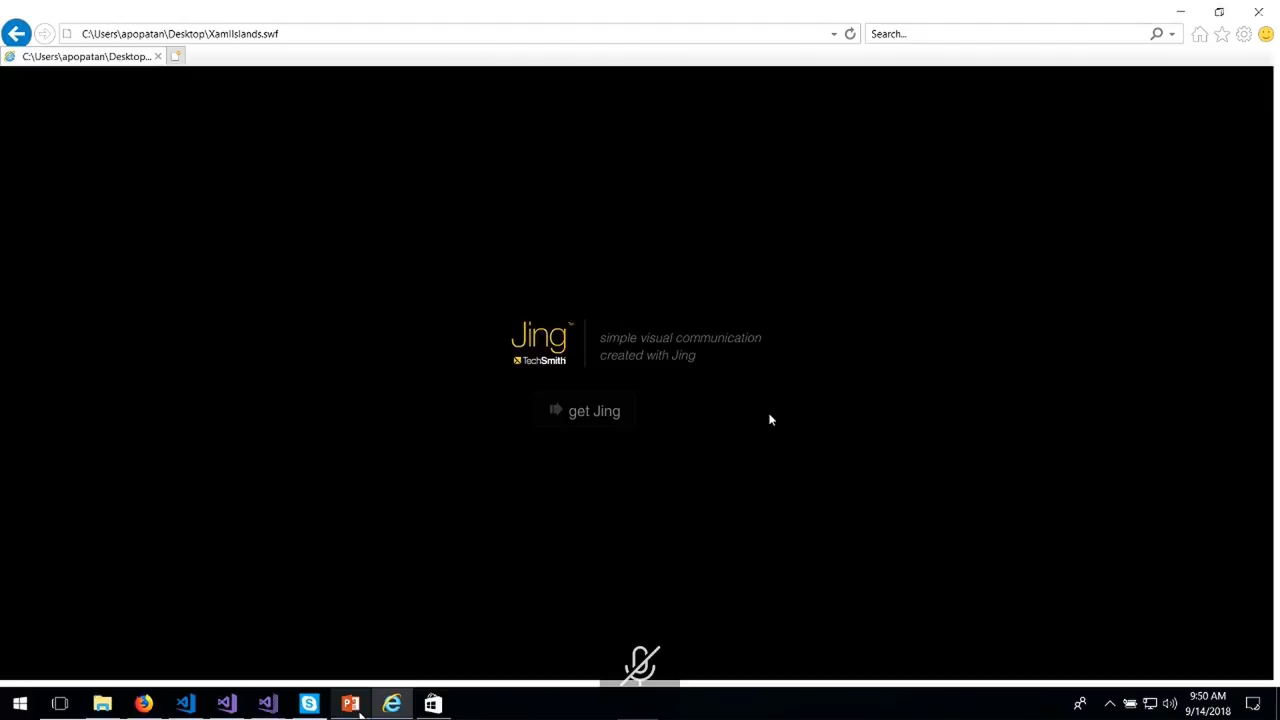 C:\Users\apopatan\Desktop\XamlIslands.swf
Search...
C:\Users\apopatan\Desktop...
Jing™
TechSmith
simple visual communication
created with Jing
get Jing
9:50 AM
9/14/2018